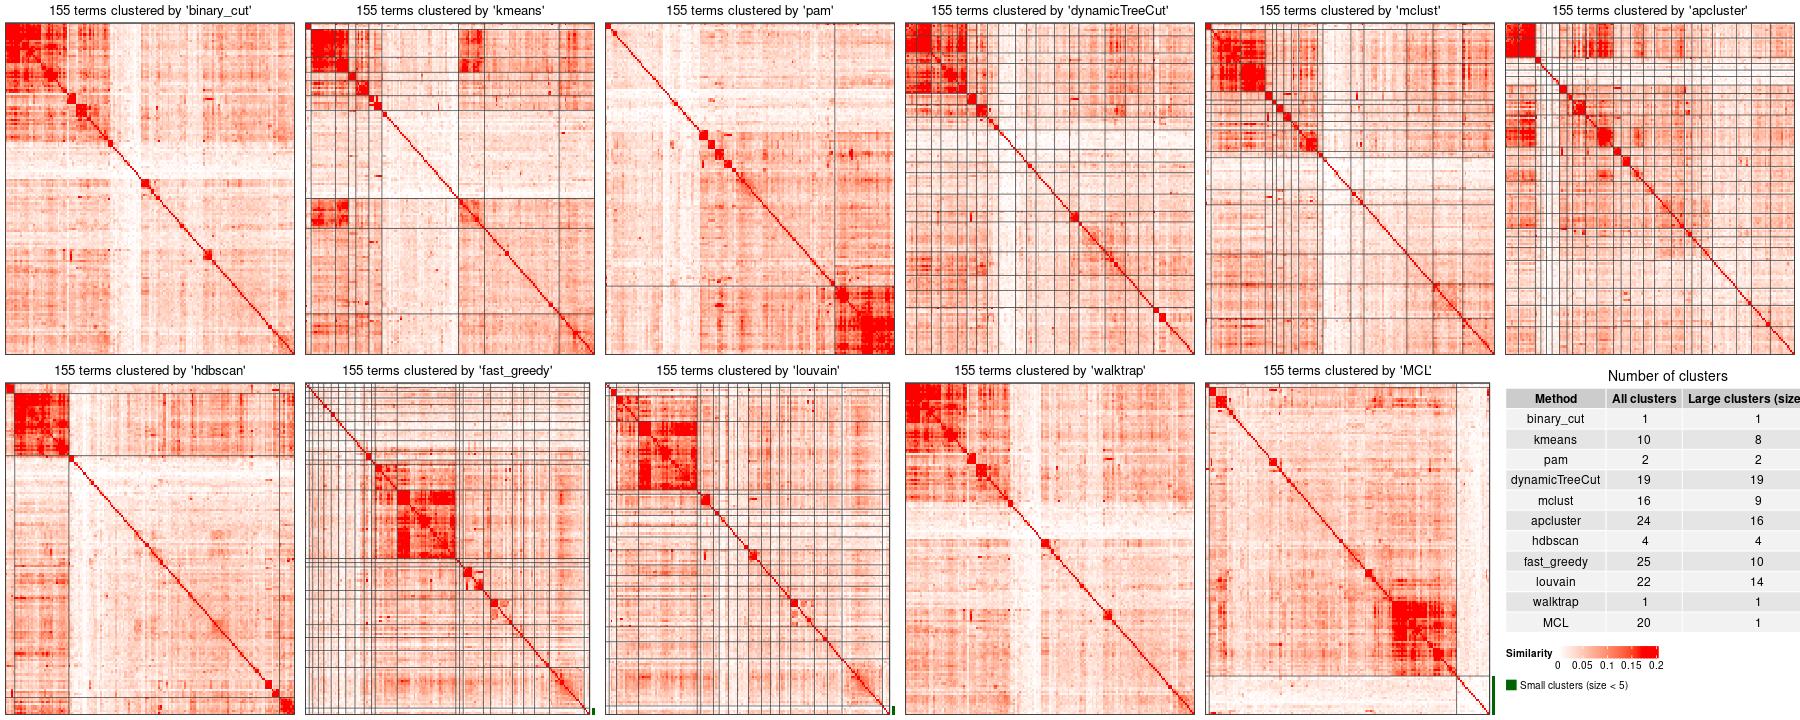 155 terms clustered by 'binary_cut'
155 terms clustered by 'kmeans'
155 terms clustered by 'pam'
155 terms clustered by 'dynamicTreeCut'
155 terms clustered by 'mclust'
155 terms clustered by 'apcluster'
155 terms clustered by 'hdbscan'
155 terms clustered by 'fast_greedy'
155 terms clustered by 'louvain'
155 terms clustered by 'walktrap'
155 terms clustered by 'MCL'
Number of clusters
Method All clusters Large clusters (size
binary_cut 1 1
kmeans 10 8
pam 2 2
dynamicTreeCut 19 19
mclust 16 9
apcluster 24 16
hdbscan 4 4
fast_greedy 25 10
louvain 22 14
walktrap 1 1
MCL 20 1
Similarity
0 0.05 0.1 0.15 0.2
Small clusters (size < 5)